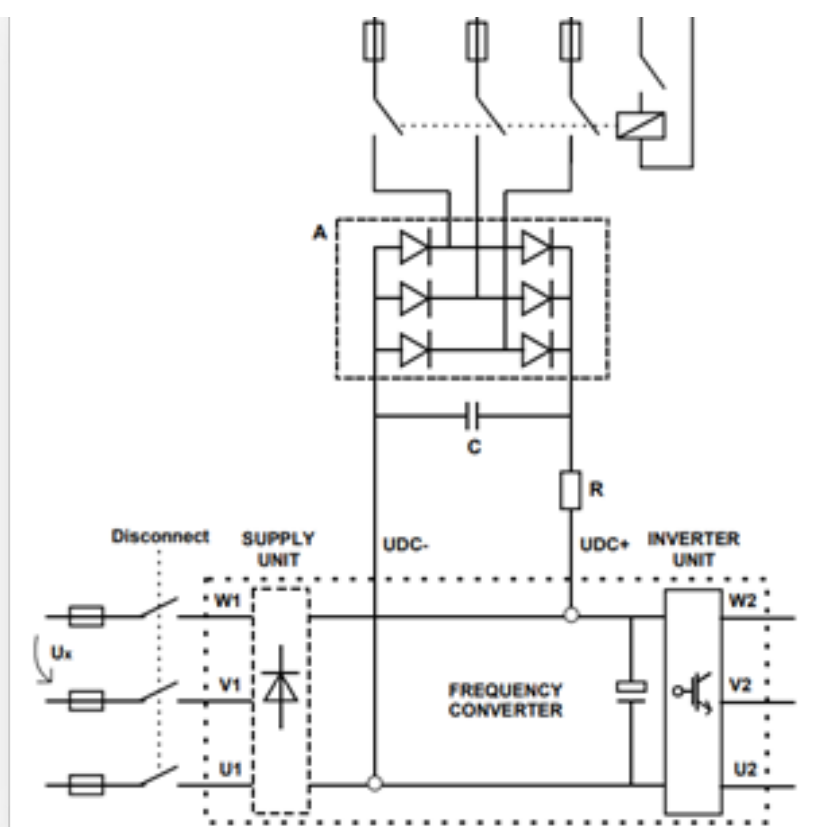 A
C
R
Disconnect
SUPPLY
UNIT
UDC-
UDC+
INVERTER
UNIT
W1
W2
Ux
V1
FREQUENCY
CONVERTER
V2
U1
U2